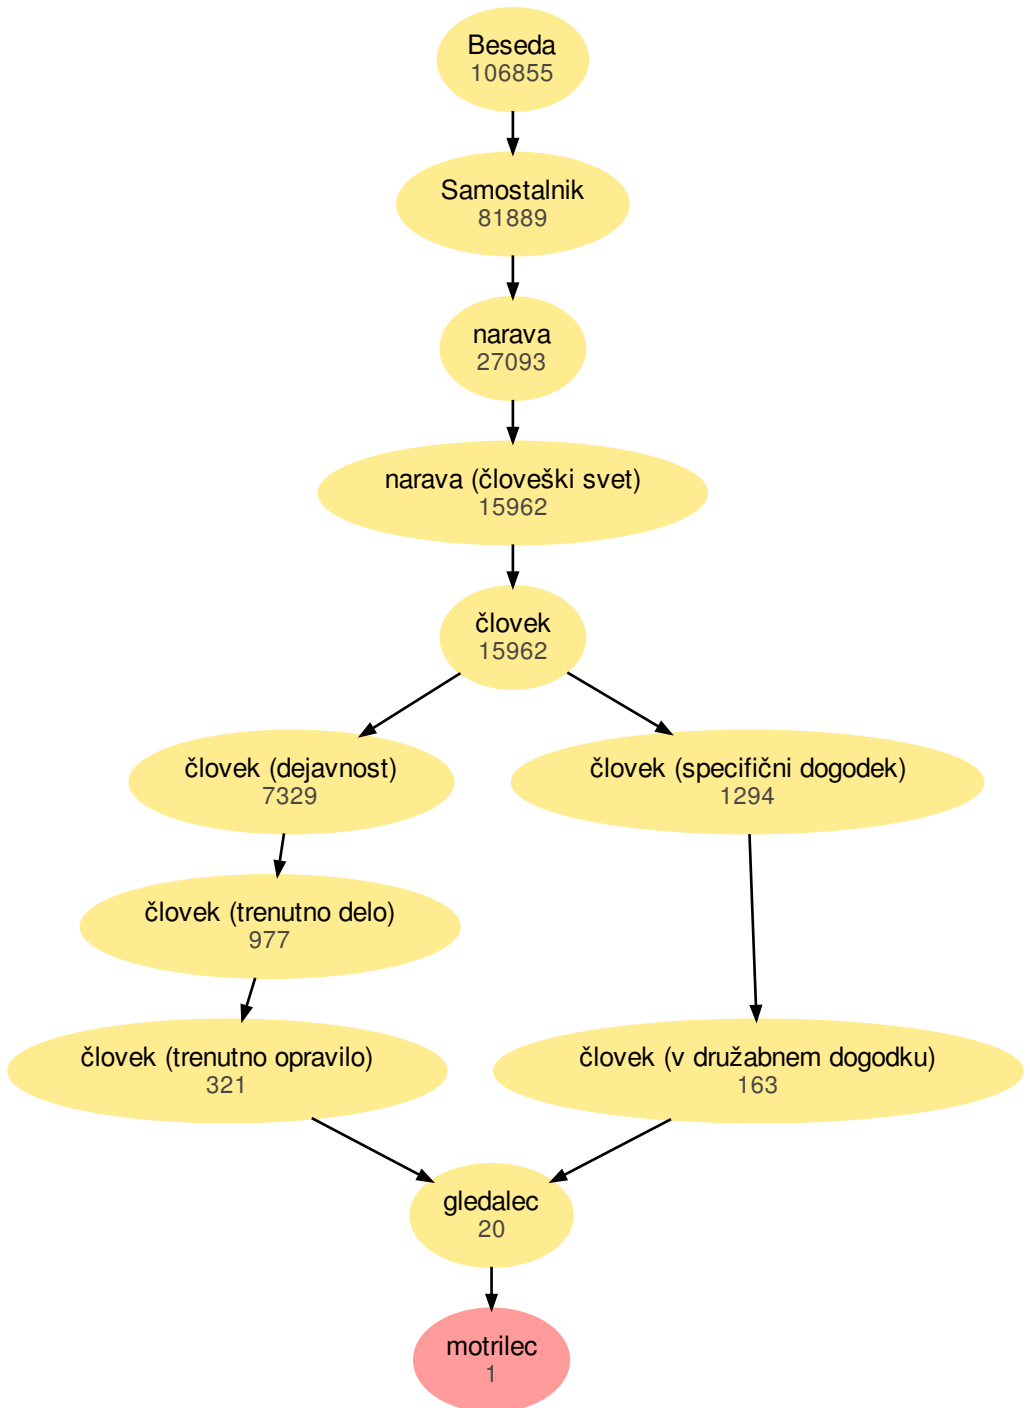 Beseda
106855
Samostalnik
81889
narava
27093
narava (človeški svet)
15962
človek
15962
človek (dejavnost)
7329
človek (specifični dogodek)
1294
človek (trenutno delo)
977
človek (trenutno opravilo)
321
človek (v družabnem dogodku)
163
gledalec
20
motrilec
1